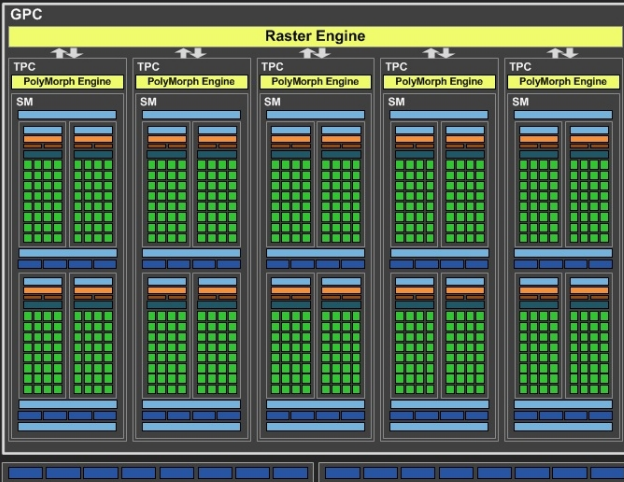 GPC
Raster Engine
TPC TPC TPC TPC TPC
PolyMorph Engine PolyMorph Engine PolyMorph Engine PolyMorph Engine PolyMorph Engine
SM SM SM SM SM